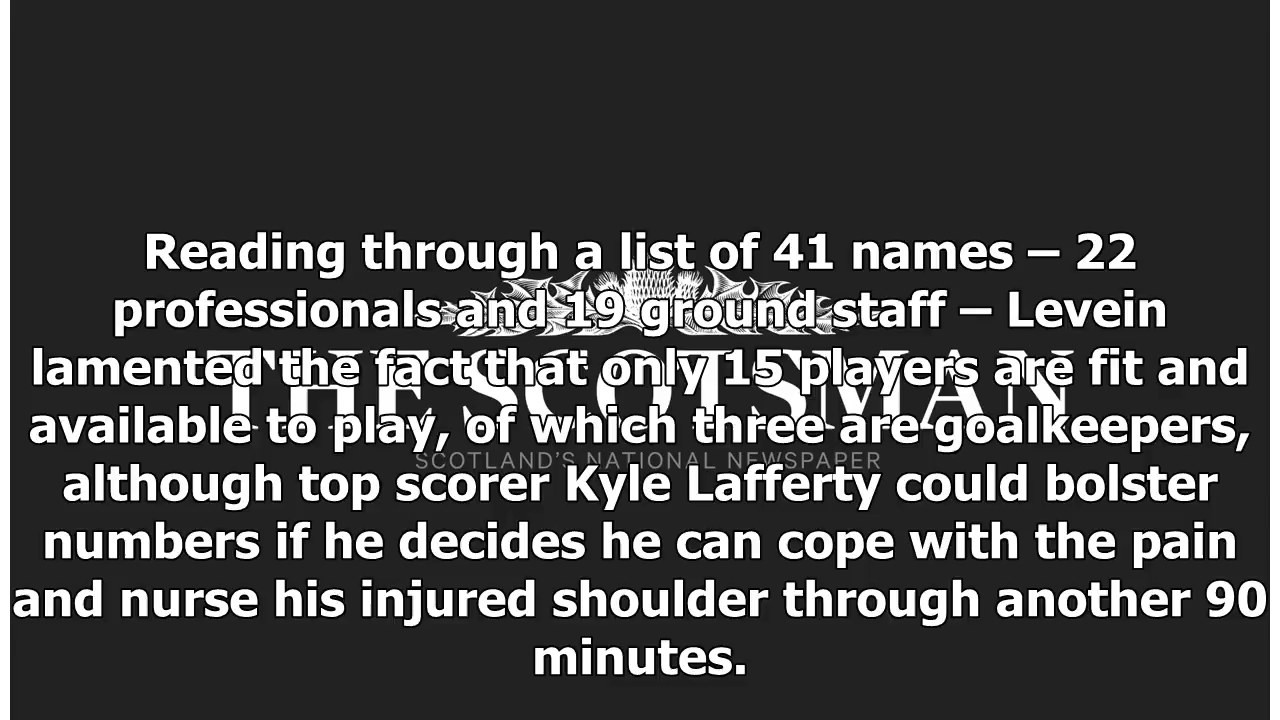 Reading through a list of 41 names – 22
professionals and 19 ground staff – Levein
lamented the fact that only 15 players are fit and
available to play, of which three are goalkeepers,
although top scorer Kyle Lafferty could bolster
numbers if he decides he can cope with the pain
and nurse his injured shoulder through another 90
minutes.
THE SCOTSMAN
SCOTLAND'S NATIONAL NEWSPAPER